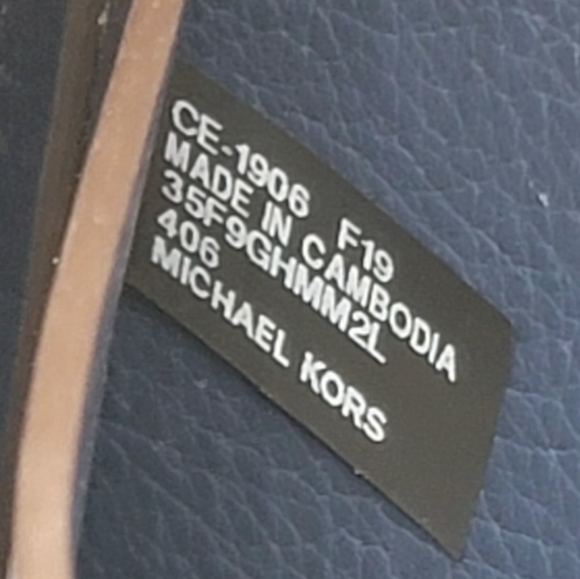 CE-1906 F19
MADE IN CAMBODIA
35F9GHMM2L
406
MICHAEL KORS